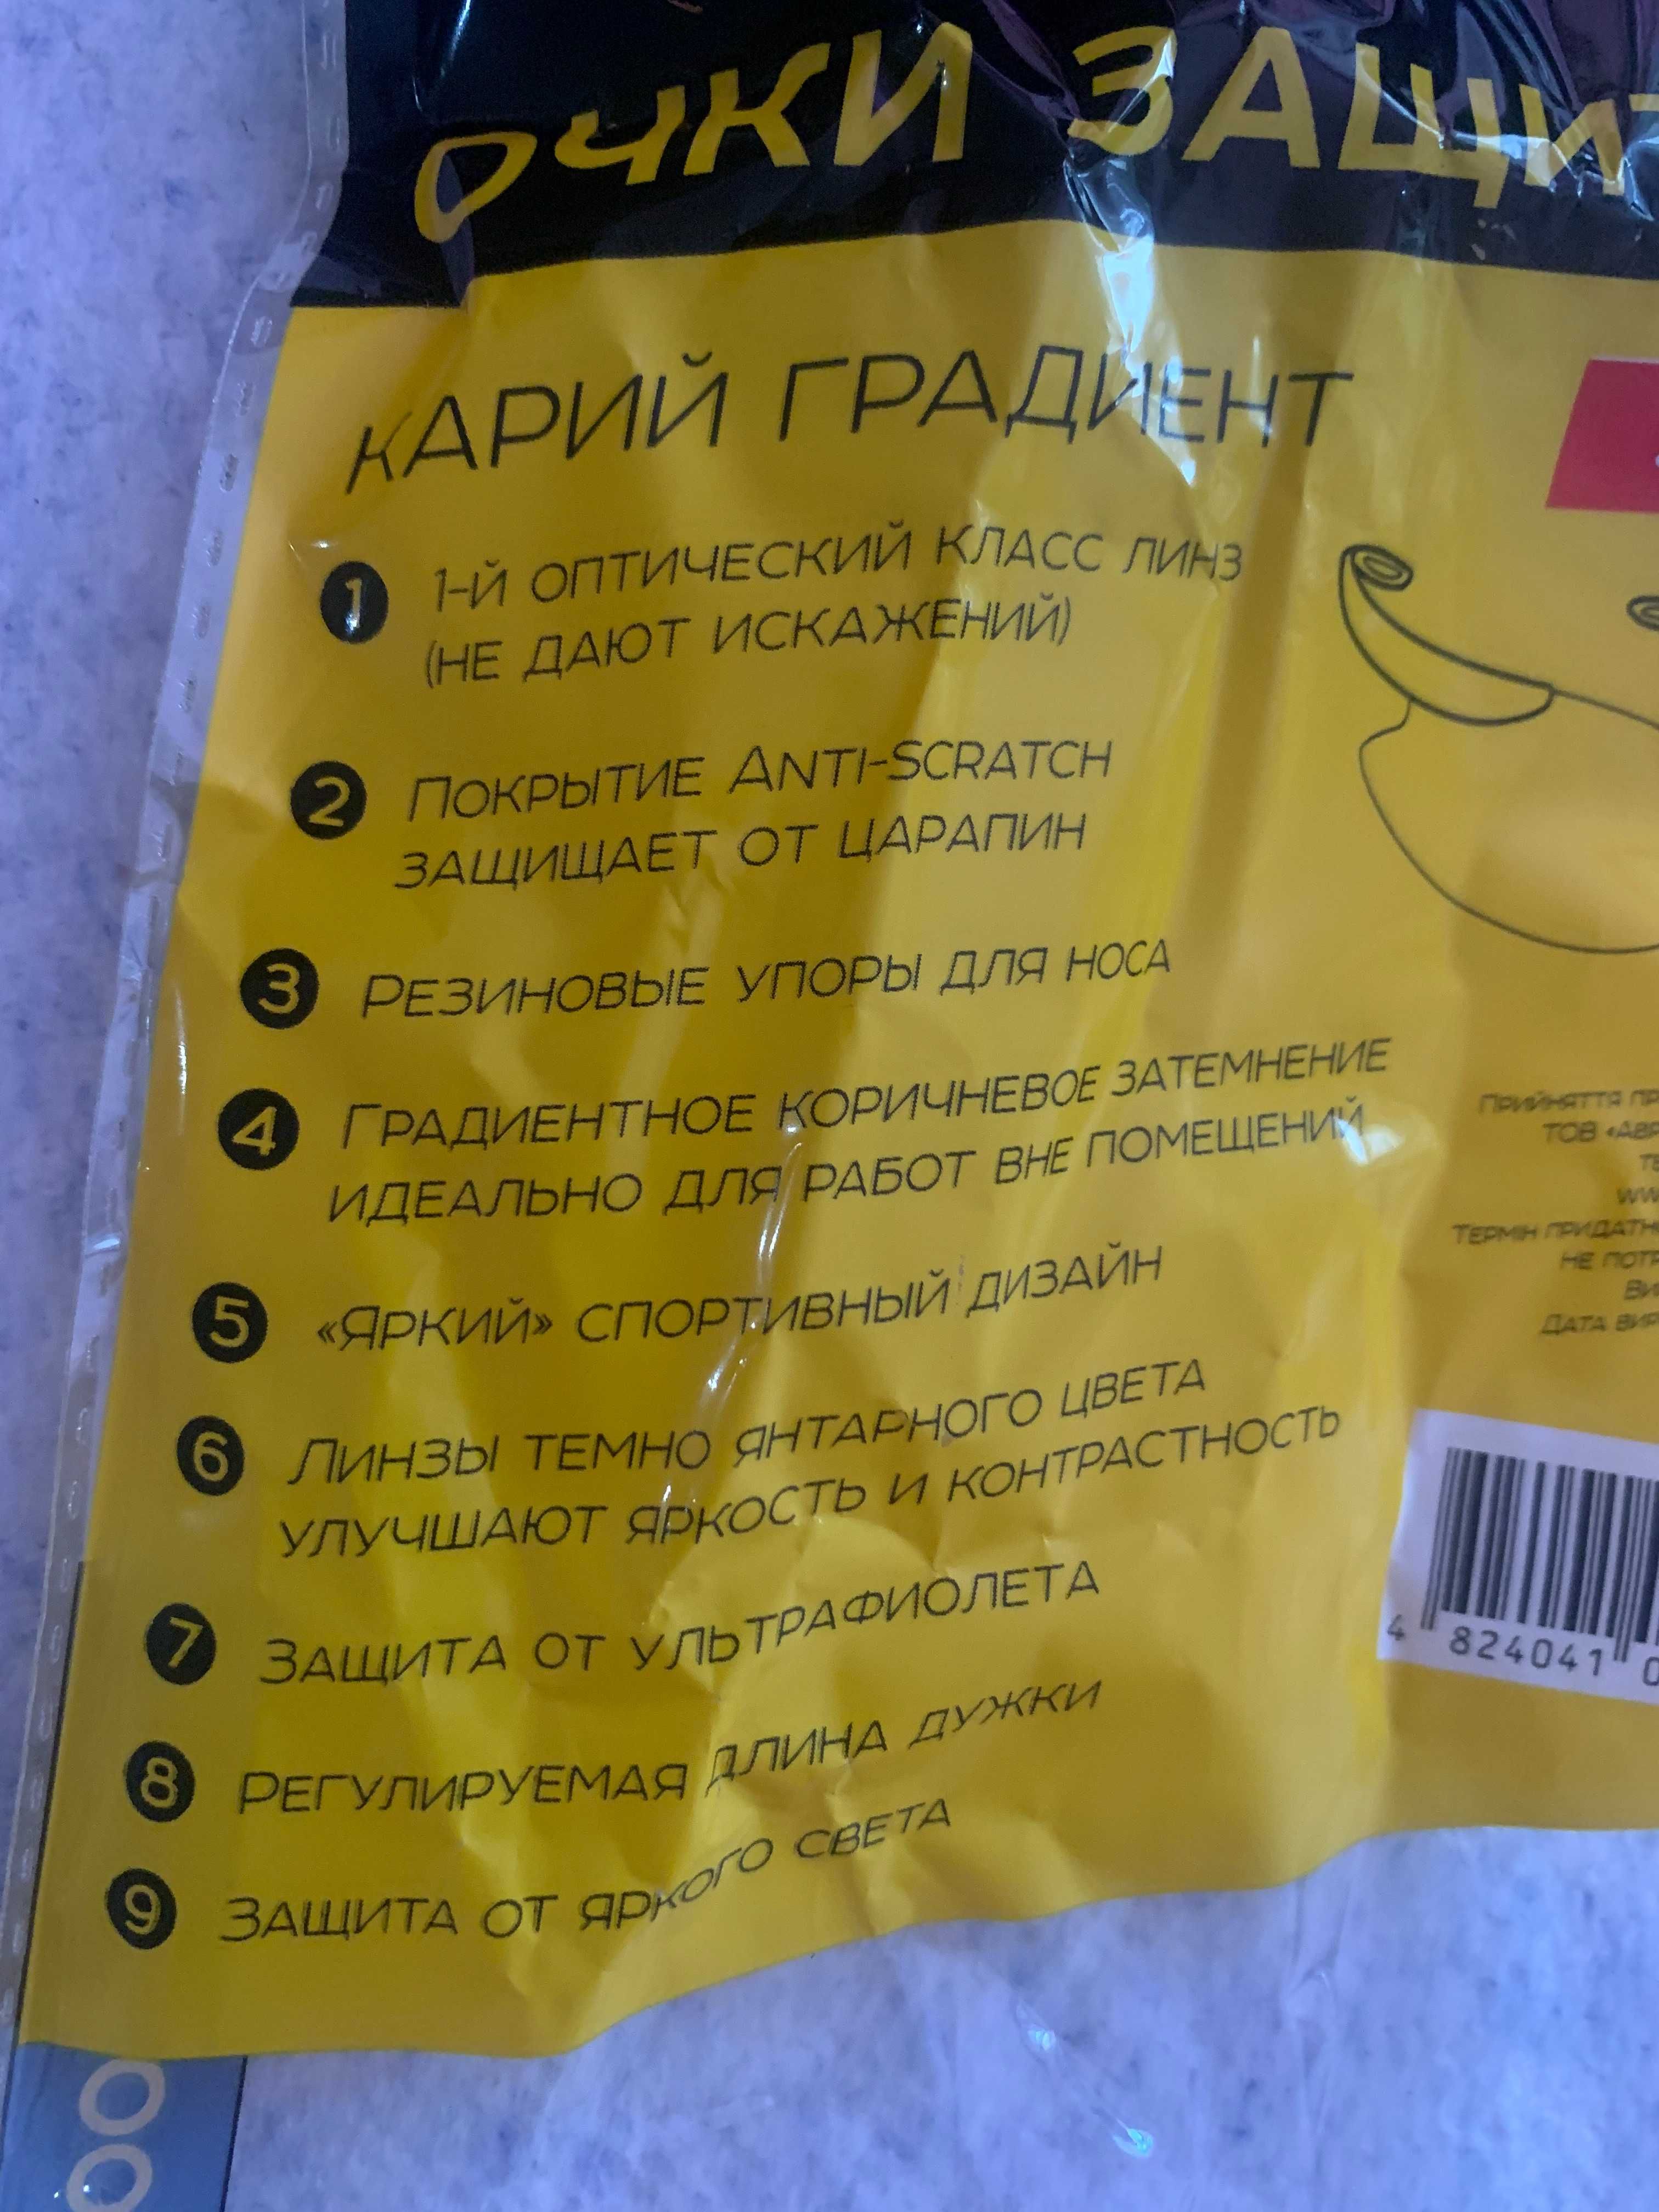 ОЧКИ
КАРИЙ ГРАДИЕНТ
1 1-Й ОПТИЧЕСКИЙ КЛАСС ЛИНЗ
(НЕ ДАЮТ ИСКАЖЕНИЙ)
2 ПОКРЫТИЕ ANTI-SCRATCH
ЗАЩИЩАЕТ ОТ ЦАРАПИН
3 РЕЗИНОВЫЕ УПОРЫ ДЛЯ НОСА
4 ГРАДИЕНТНОЕ КОРИЧНЕВОЕ ЗАТЕМНЕНИЕ
ИДЕАЛЬНО ДЛЯ РАБОТ ВНЕ ПОМЕЩЕНИЙ
5 «ЯРКИЙ» СПОРТИВНЫЙ ДИЗАЙН
6 ЛИНЗЫ ТЕМНО ЯНТАРНОГО ЦВЕТА
УЛУЧШАЮТ ЯРКОСТЬ И КОНТРАСТНОСТЬ
7 ЗАЩИТА ОТ УЛЬТРАФИОЛЕТА
8 РЕГУЛИРУЕМАЯ ДЛИНА ДУЖКИ
9 ЗАЩИТА ОТ ЯРКОГО СВЕТА
ПРИЙНЯТТЯ
ТОВ
ТЕРМІН
НЕ
ДАТА
4 824041 0